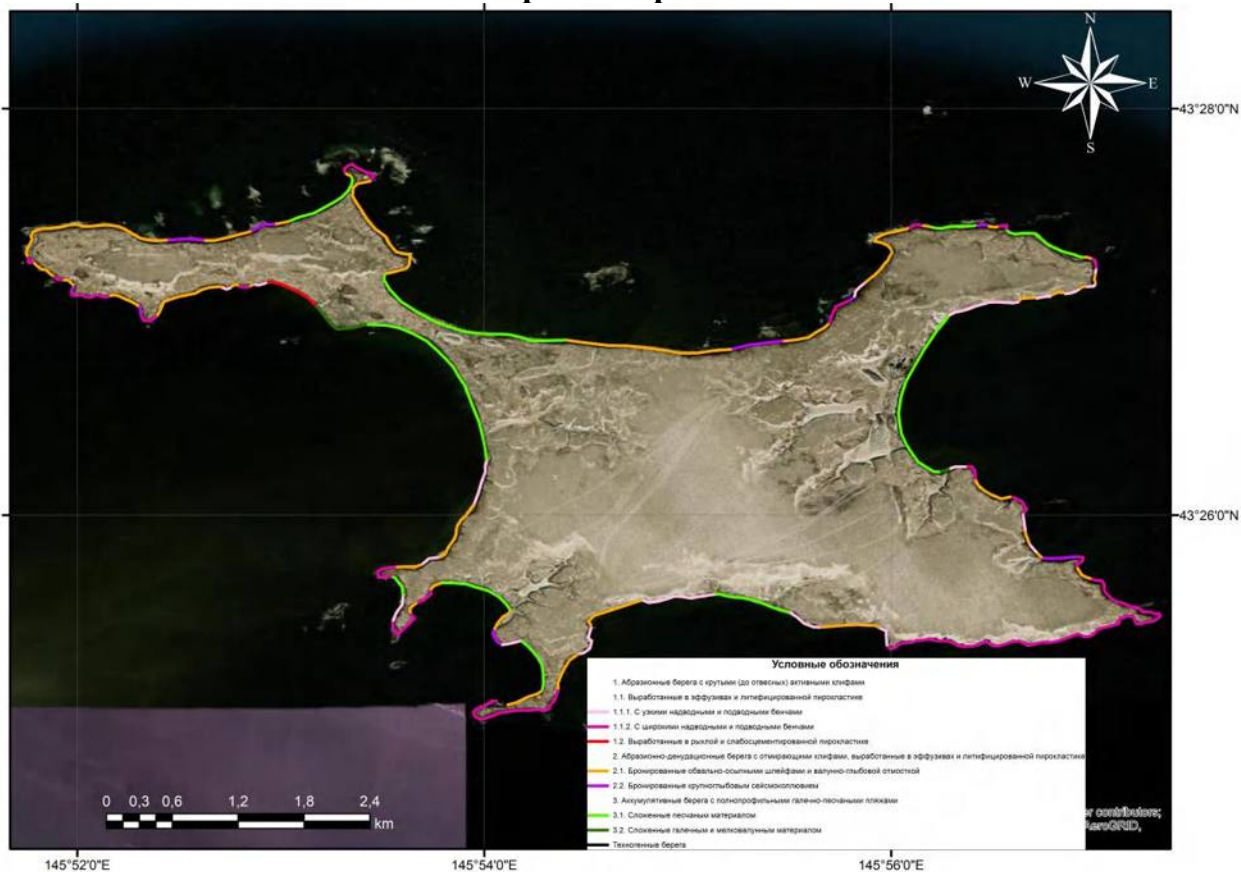 N
W E
S
43°28'0"N
43°26'0"N
Условные обозначения
1. Абразионные берега с крутыми (до отвесных) активными клифами
1.1. Выработанные в эффузивах и литифицированной пирокластике
1.1.1. С узкими надводными и подводными бенчами
1.1.2. С широкими надводными и подводными бенчами
1.2. Выработанные в рыхлой и слабосцементированной пирокластике
2. Абразионно-денудационные берега с отмирающими клифами, выработанные в эффузивах и литифицированной пирокластике
2.1. Бронированные обвально-осыпными шлейфами и валунно-глыбовой отмосткой
2.2. Бронированные крупноглыбовым сейсмоколлювием
3. Аккумулятивные берега с полнопрофильными галечно-песчаными пляжами
3.1. Сложенные песчаным материалом
3.2. Сложенные галечным и мелковалунным материалом
Техногенные берега
contributors;
AeroGRID,
0 0,3 0,6 1,2 1,8 2,4
km
145°52'0"E 145°54'0"E 145°56'0"E